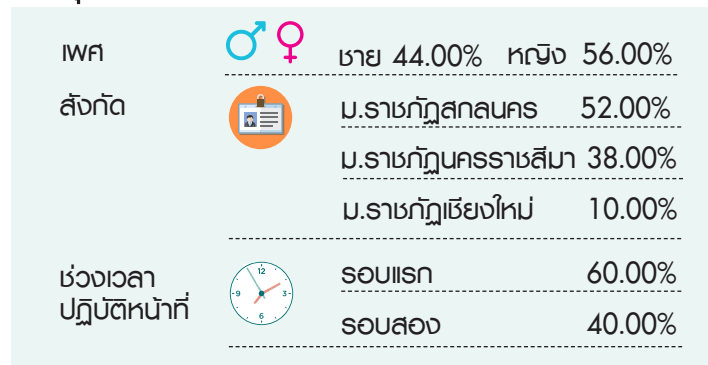 เพศ ชาย 44.00% หญิง 56.00%
สังกัด ม.ราชภัฏสกลนคร 52.00%
ม.ราชภัฏนครราชสีมา 38.00%
ม.ราชภัฏเชียงใหม่ 10.00%
ช่วงเวลา
ปฏิบัติหน้าที่
12
9 3
6
รอบแรก 60.00%
รอบสอง 40.00%